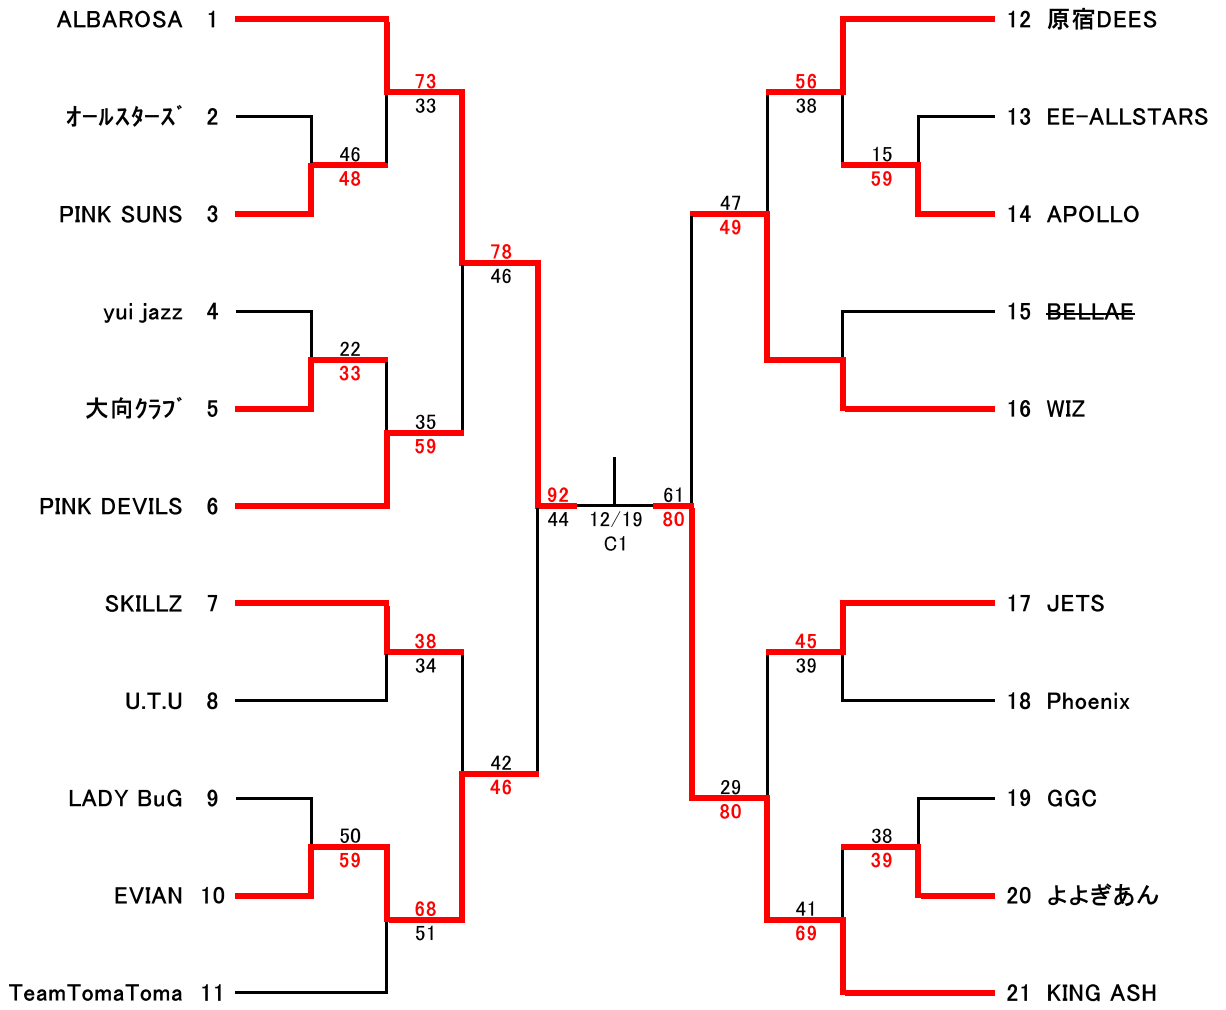 ALBAROSA 1
73
33
ｵｰﾙｽﾀｰｽﾞ 2
46
48
PINK SUNS 3
78
46
yui jazz 4
22
33
大向ｸﾗﾌﾞ 5
35
59
PINK DEVILS 6
92
44
SKILLZ 7
38
34
U.T.U 8
42
46
LADY BuG 9
50
59
EVIAN 10
68
51
TeamTomaToma 11
12/19
C1
12 原宿DEES
56
38
13 EE-ALLSTARS
15
59
14 APOLLO
47
49
15 BELLAE
16 WIZ
61
80
17 JETS
45
39
18 Phoenix
29
80
19 GGC
38
39
20 よよぎあん
41
69
21 KING ASH